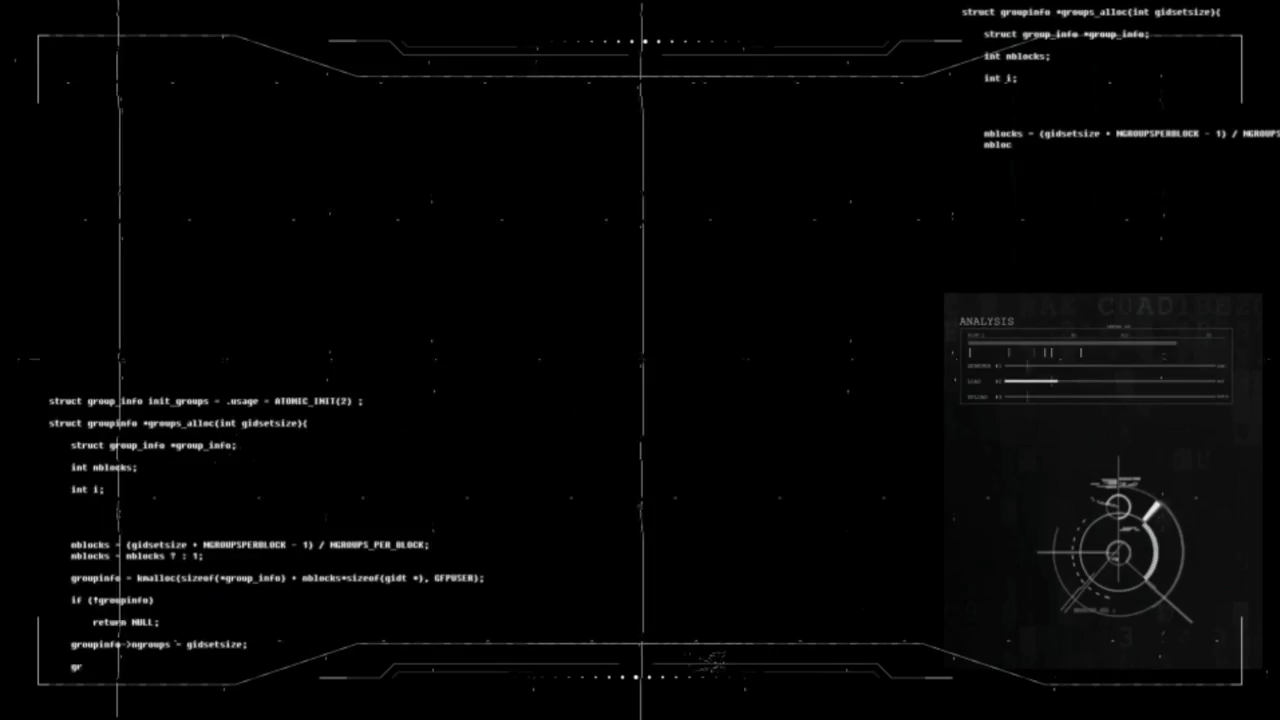 struct groupinfo *groups_alloc(int gidsetsize){
struct group_info *group_info;
int nblocks;
int i;
nblocks = (gidsetsize + NGROUPSPERBLOCK - 1) / NGROUPS
nbloc
ANALYSIS
LOAD
struct group_info init_groups = .usage = ATOMIC_INIT(2) ;
struct groupinfo *groups_alloc(int gidsetsize){
struct group_info *group_info;
int nblocks;
int i;
nblocks = (gidsetsize + NGROUPSPERBLOCK - 1) / NGROUPS_PER_BLOCK;
nblocks = nblocks ? : 1;
groupinfo = kmalloc(sizeof(*group_info) + nblocks*sizeof(gidt *), GFPUSER);
if (!groupinfo)
return NULL;
groupinfo->ngroups = gidsetsize;
gr